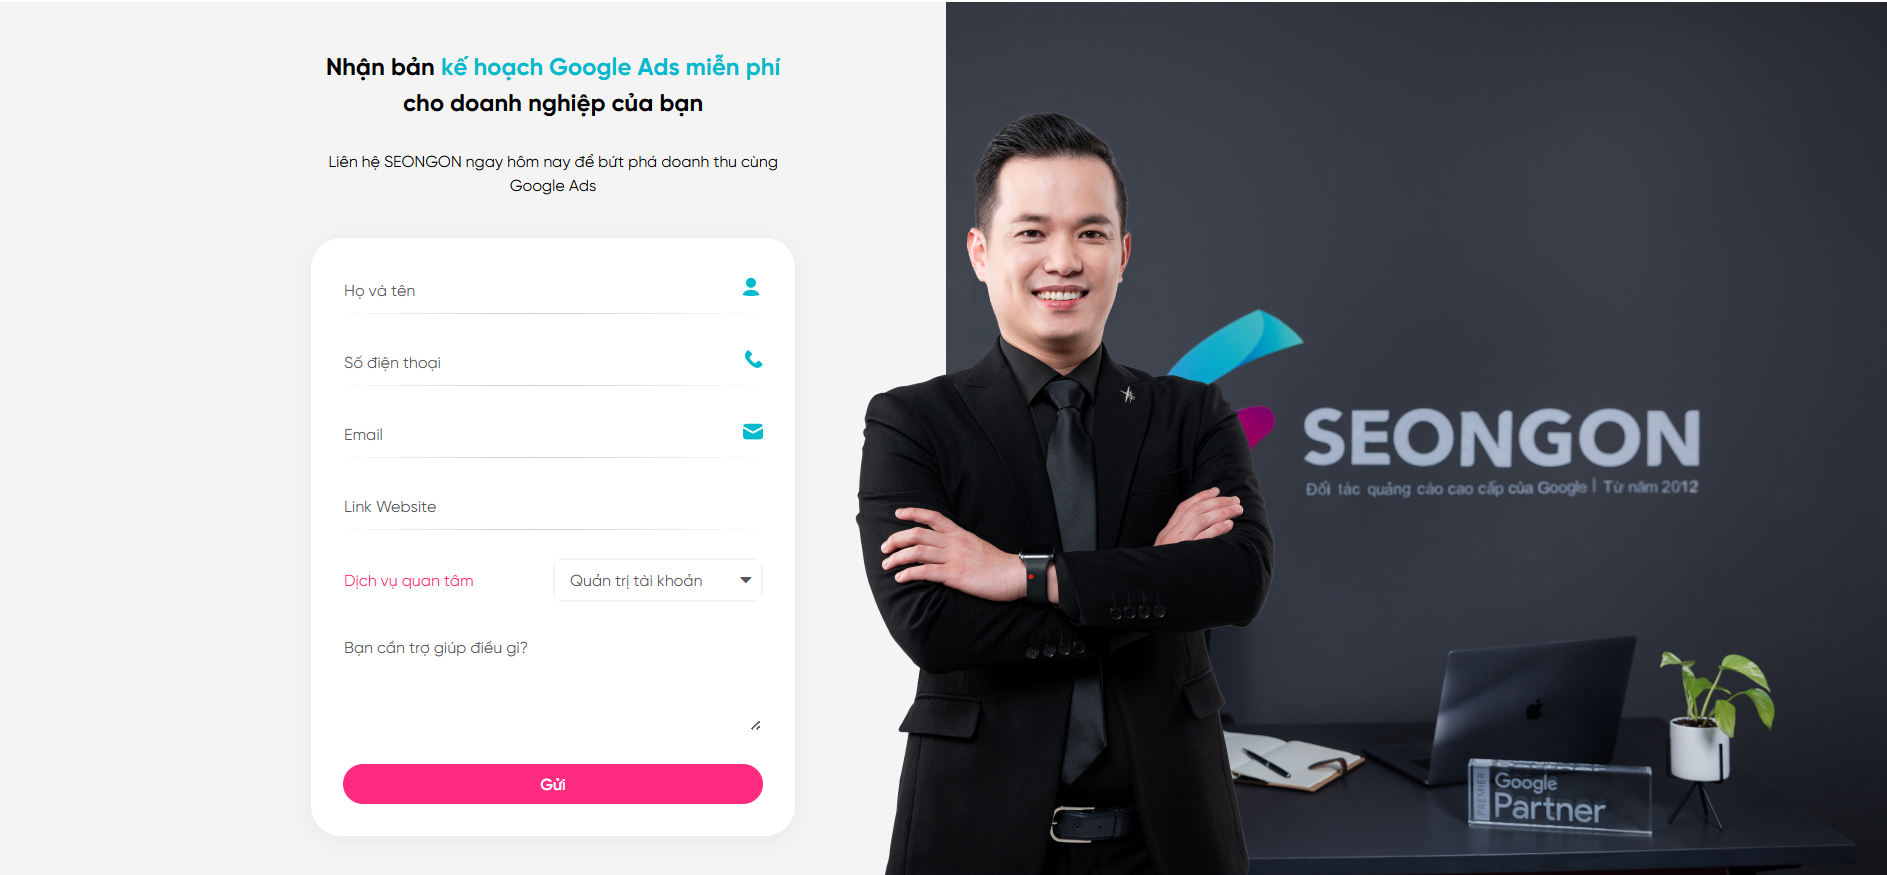 Nhận bản kế hoạch Google Ads miễn phí
cho doanh nghiệp của bạn
Liên hệ SEONGON ngay hôm nay để bứt phá doanh thu cùng
Google Ads
Họ và tên
Số điện thoại
Email
Link Website
Dịch vụ quan tâm
Quản trị tài khoản
Bạn cần trợ giúp điều gì?
Gửi
SEONGON
Đối tác quảng cáo cao cấp của Google | Từ năm 2012
PREMIER
Google
Partner